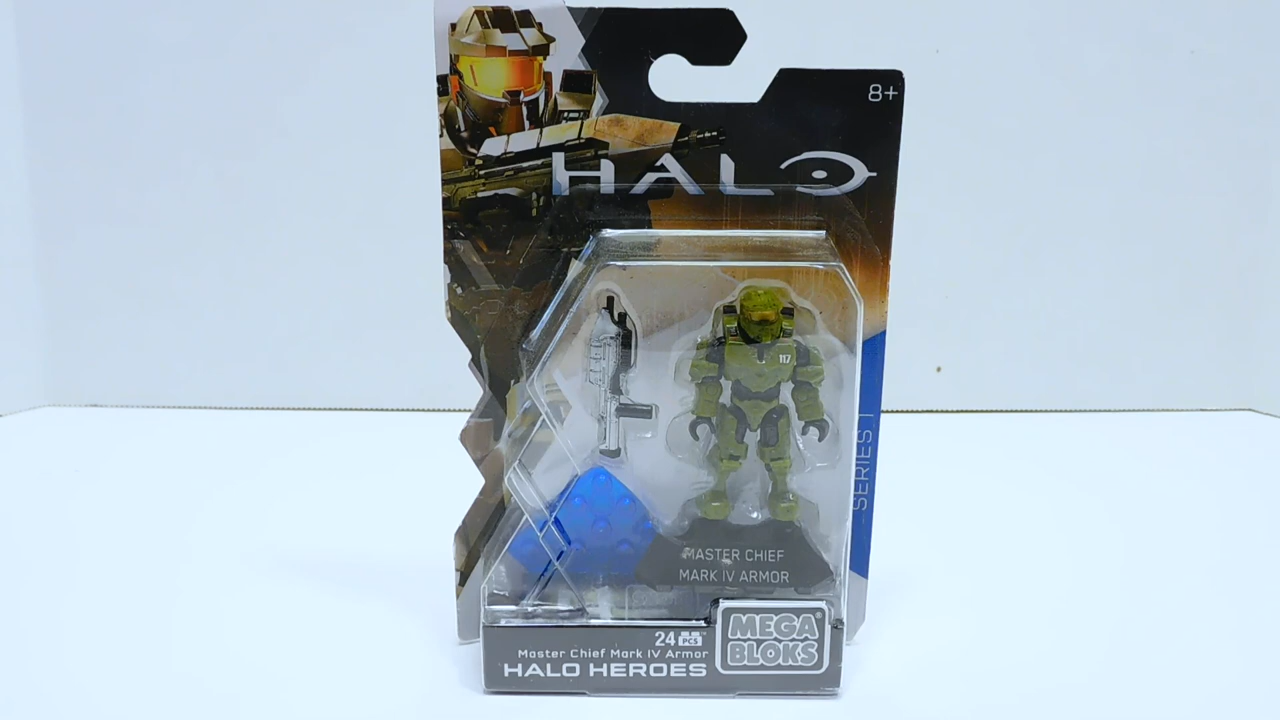 8+
HALO
117
SERIES 1
MASTER CHIEF
MARK IV ARMOR
24 PCS™
Master Chief Mark IV Armor
HALO HEROES
MEGA
BLOKS®